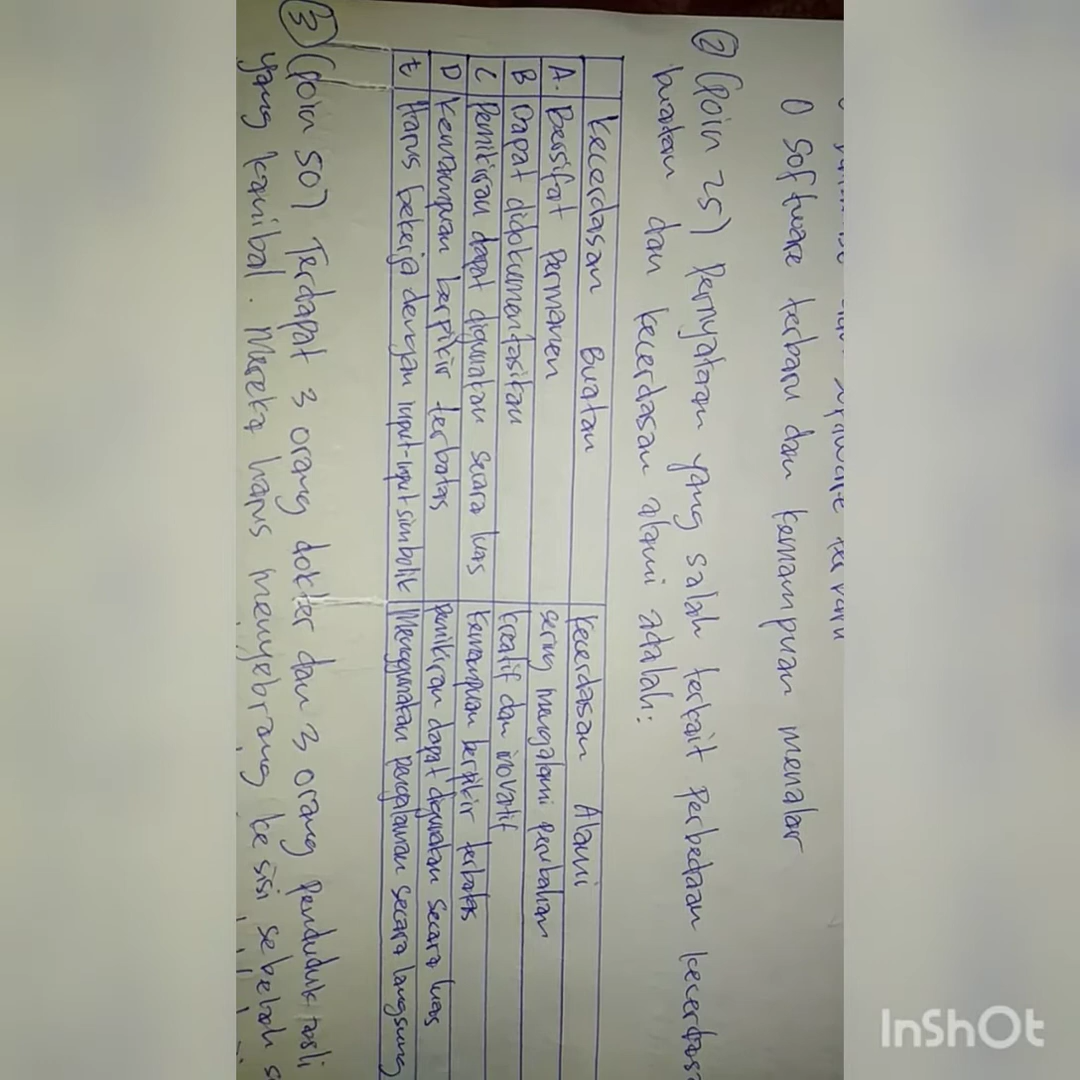 O Software terbaru dan kemampuan menalar
② (Poin 25) Pernyataan yang salah terkait Perbedaan kecerdasa
buatan dan kecerdasan alami adalah:
Kecerdasan Buatan Kecerdasan Alami
A. Bersifat Permanen sering mengalami perubahan
B Dapat didokumentasikan kreatif dan inovatif
C Pemikiran dapat digunakan secara luas Kemampuan berpikir terbatas
D Kemampuan berpikir terbatas pemikiran dapat digunakan secara luas
E Harus bekerja dengan input-input simbolik Menggunakan pengalaman secara langsung
③ (Poin 50) Terdapat 3 orang dokter dan 3 orang penduduk asli
yang kanibal. Mereka harus menyebrang ke sisi sebelah
InShOt